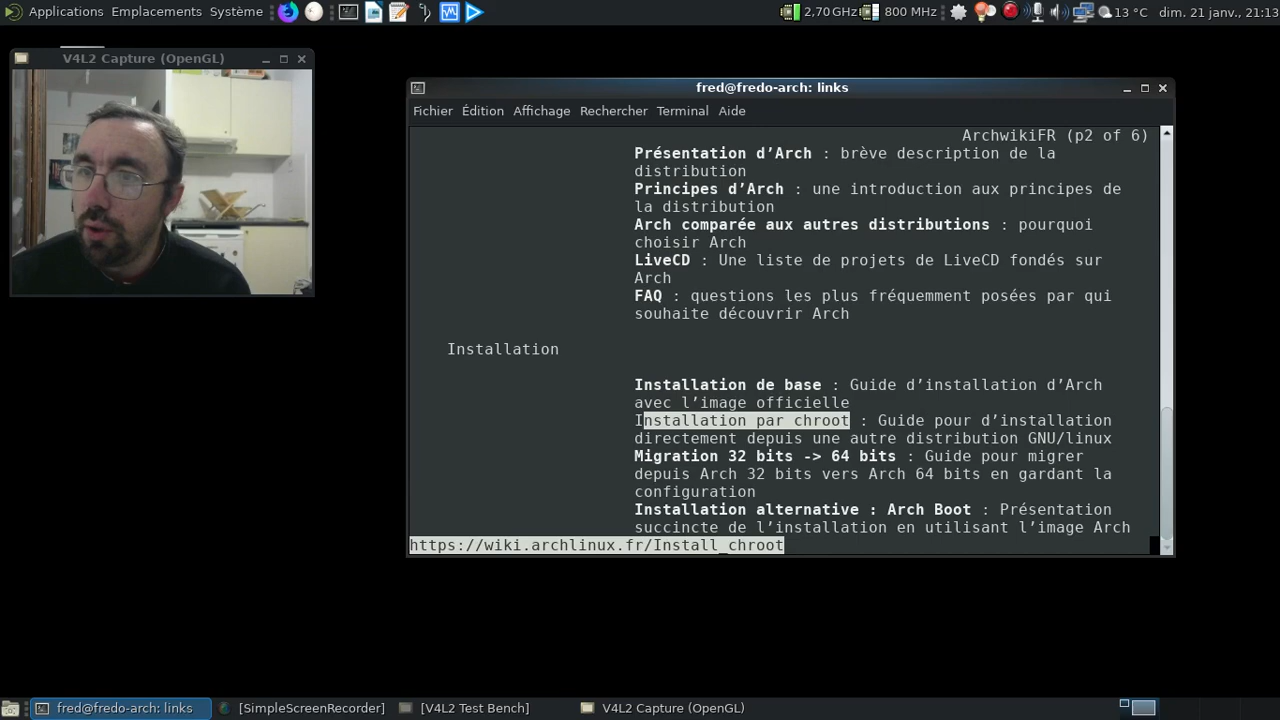 Applications Emplacements Système 2,70GHz 800 MHz 13 °C dim. 21 janv., 21:13
V4L2 Capture (OpenGL)
fred@fredo-arch: links
Fichier Édition Affichage Rechercher Terminal Aide
ArchwikiFR (p2 of 6)
Présentation d’Arch : brève description de la
distribution
Principes d’Arch : une introduction aux principes de
la distribution
Arch comparée aux autres distributions : pourquoi
choisir Arch
LiveCD : Une liste de projets de LiveCD fondés sur
Arch
FAQ : questions les plus fréquemment posées par qui
souhaite découvrir Arch
Installation
Installation de base : Guide d’installation d’Arch
avec l’image officielle
Installation par chroot : Guide pour d’installation
directement depuis une autre distribution GNU/linux
Migration 32 bits -> 64 bits : Guide pour migrer
depuis Arch 32 bits vers Arch 64 bits en gardant la
configuration
Installation alternative : Arch Boot : Présentation
succincte de l’installation en utilisant l’image Arch
https://wiki.archlinux.fr/Install_chroot
fred@fredo-arch: links [SimpleScreenRecorder] [V4L2 Test Bench] V4L2 Capture (OpenGL)